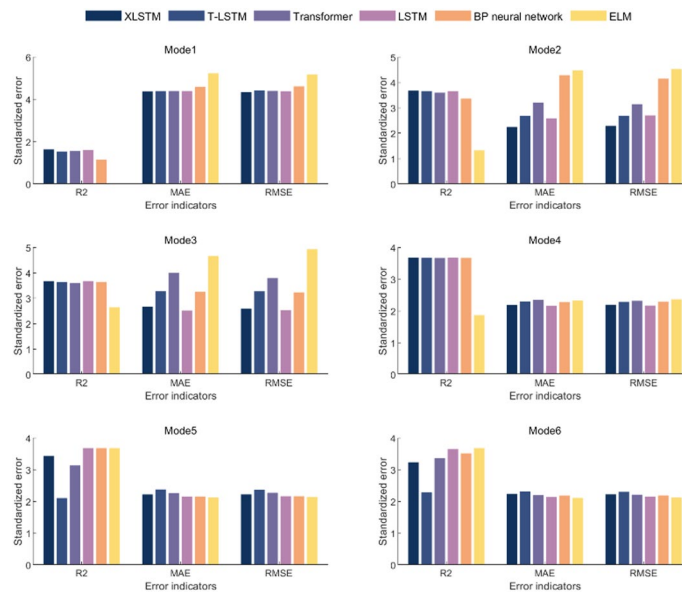 XLSTM T-LSTM Transformer LSTM BP neural network ELM
Mode1 Mode2
Standardized error
6
4
2
0
R2 MAE RMSE
Error indicators
Standardized error
5
4
3
2
1
0
R2 MAE RMSE
Error indicators
Mode3 Mode4
Standardized error
5
4
3
2
1
0
R2 MAE RMSE
Error indicators
Standardized error
4
3
2
1
0
R2 MAE RMSE
Error indicators
Mode5 Mode6
Standardized error
4
3
2
1
0
R2 MAE RMSE
Error indicators
Standardized error
4
3
2
1
0
R2 MAE RMSE
Error indicators